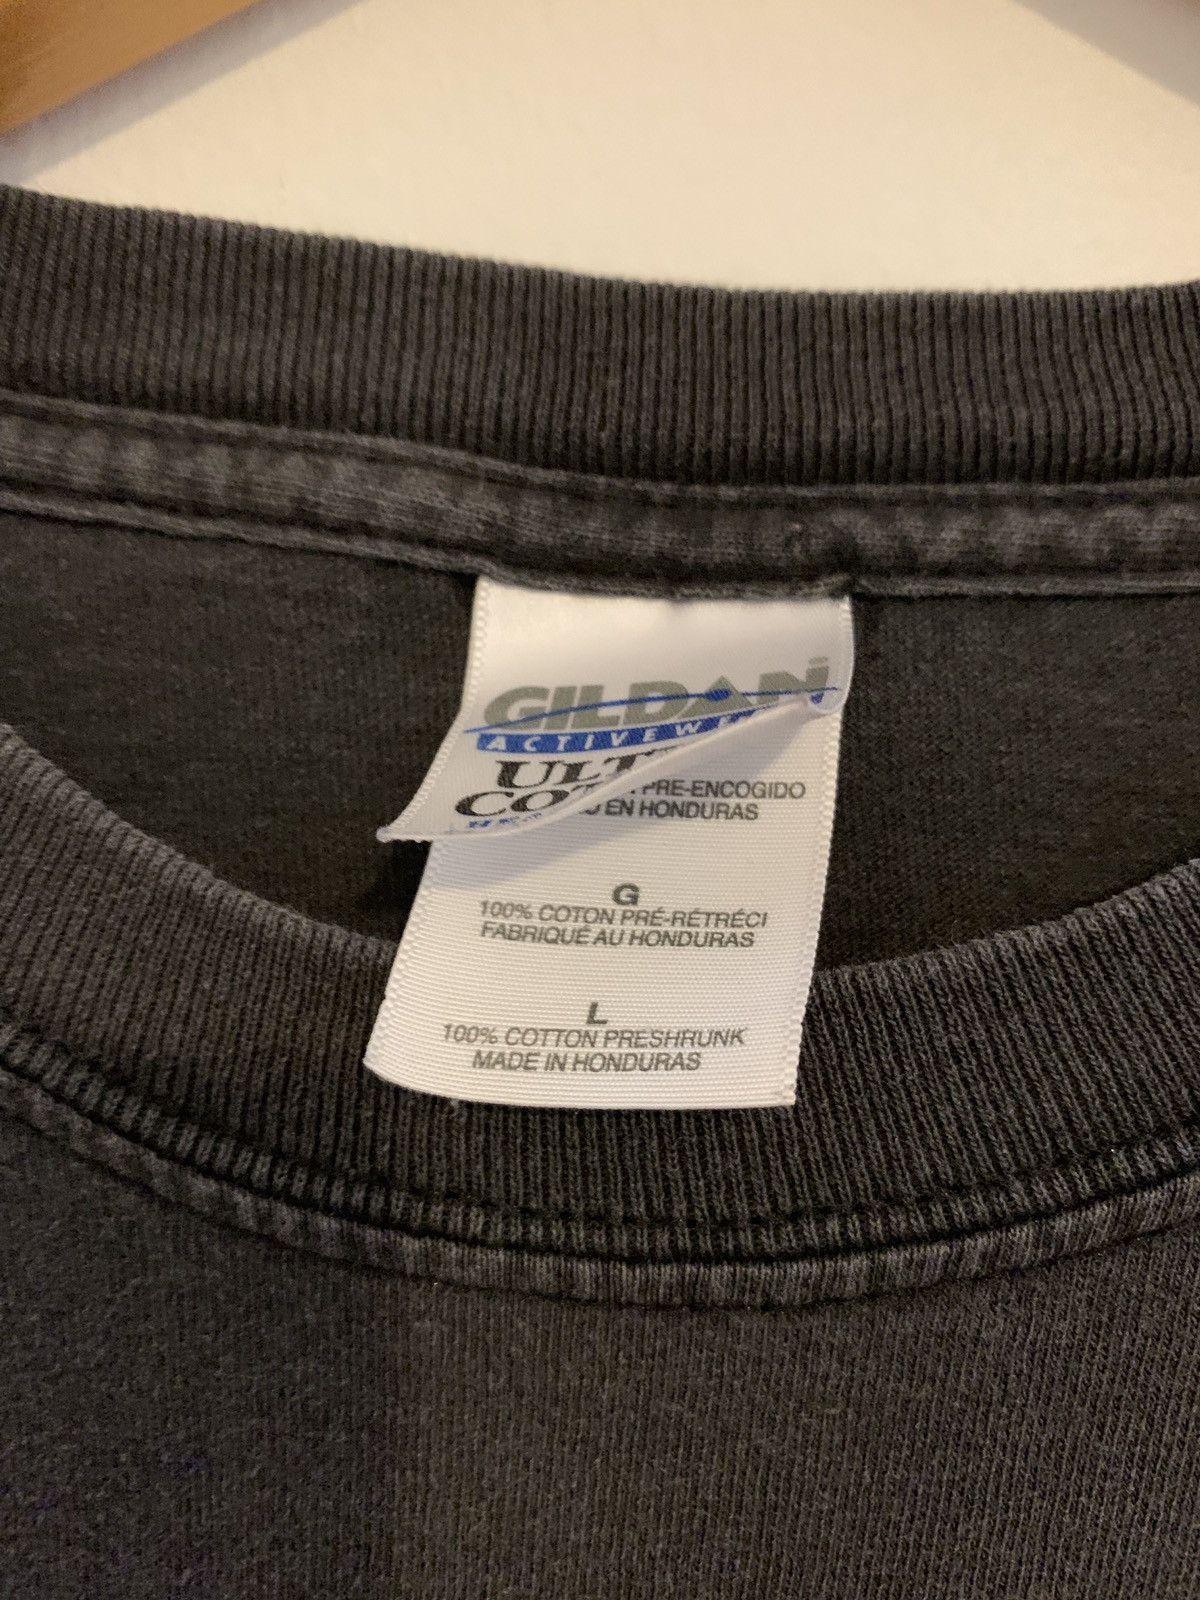 GILDAN
ACTIVEWE
ULT
CO
PRE-ENCOGIDO
EN HONDURAS
G
100% COTON PRÉ-RÉTRÉCI
FABRIQUÉ AU HONDURAS
L
100% COTTON PRESHRUNK
MADE IN HONDURAS